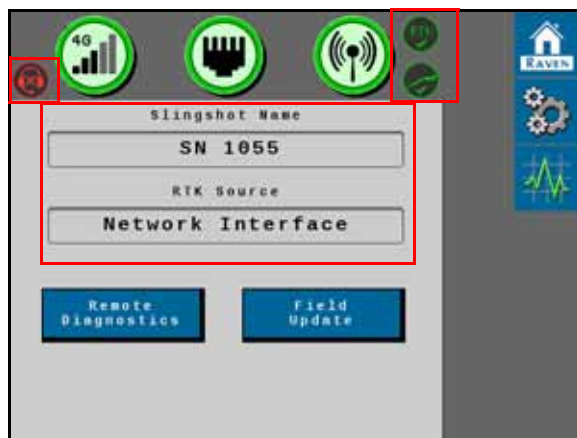 4G
RAVEN
Slingshot Name
SN 1055
RTK Source
Network Interface
Remote
Diagnostics
Field
Update